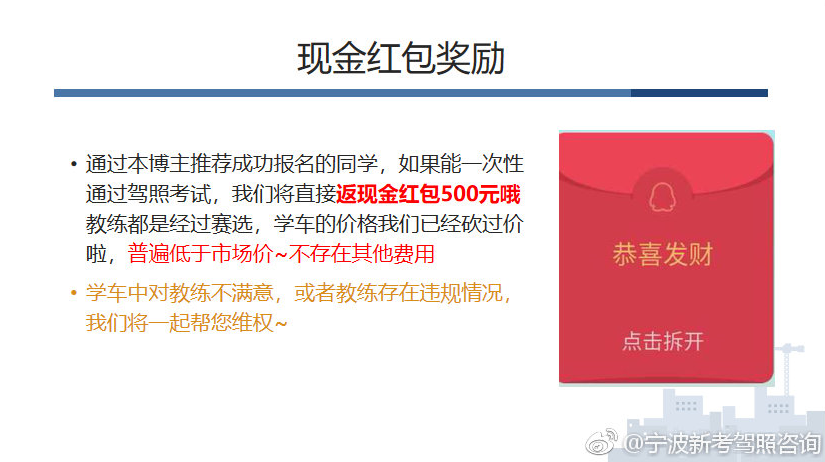 现金红包奖励
• 通过本博主推荐成功报名的同学，如果能一次性
通过驾照考试，我们将直接返现金红包500元哦
教练都是经过赛选，学车的价格我们已经砍过价
啦，普遍低于市场价~不存在其他费用
• 学车中对教练不满意，或者教练存在违规情况，
我们将一起帮您维权~
恭喜发财
点击拆开
@宁波新考驾照咨询